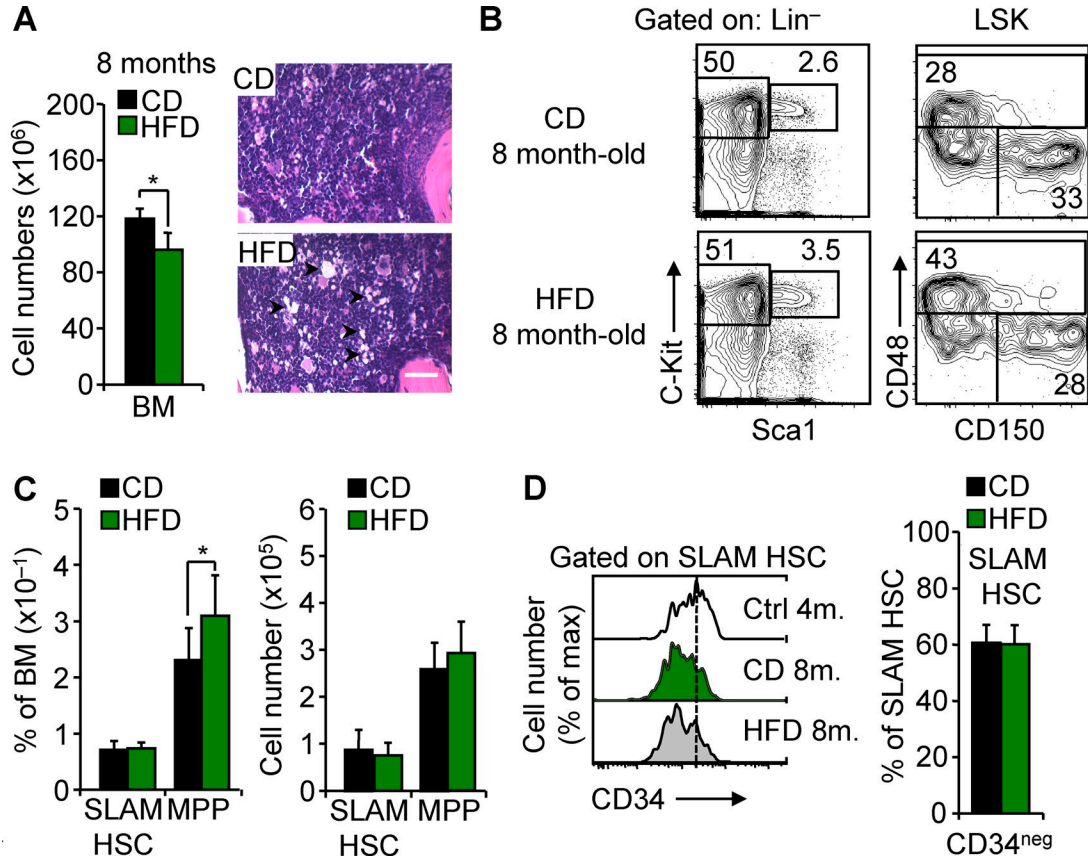 A
8 months
CD
HFD
Cell numbers (x10⁶)
200
160
120
80
40
0
*
BM
CD
HFD
B
Gated on: Lin⁻
LSK
CD
8 month-old
50
2.6
28
33
HFD
8 month-old
51
3.5
43
28
C-Kit
Sca1
CD48
CD150
C
CD
HFD
% of BM (x10⁻¹)
5
4
3
2
1
0
*
SLAM MPP
HSC
CD
HFD
Cell number (x10⁵)
6
5
4
3
2
1
0
SLAM MPP
HSC
D
Gated on SLAM HSC
Cell number
(% of max)
Ctrl 4m.
CD 8m.
HFD 8m.
CD34
CD
HFD
SLAM
HSC
% of SLAM HSC
100
80
60
40
20
0
CD34ⁿᵉᵍ